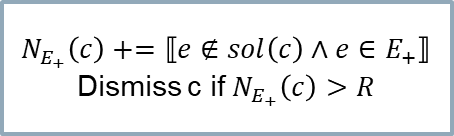 N_{E_+}(c) += ⟦e ∉ sol(c) ∧ e ∈ E_+⟧
Dismiss c if N_{E_+}(c) > R